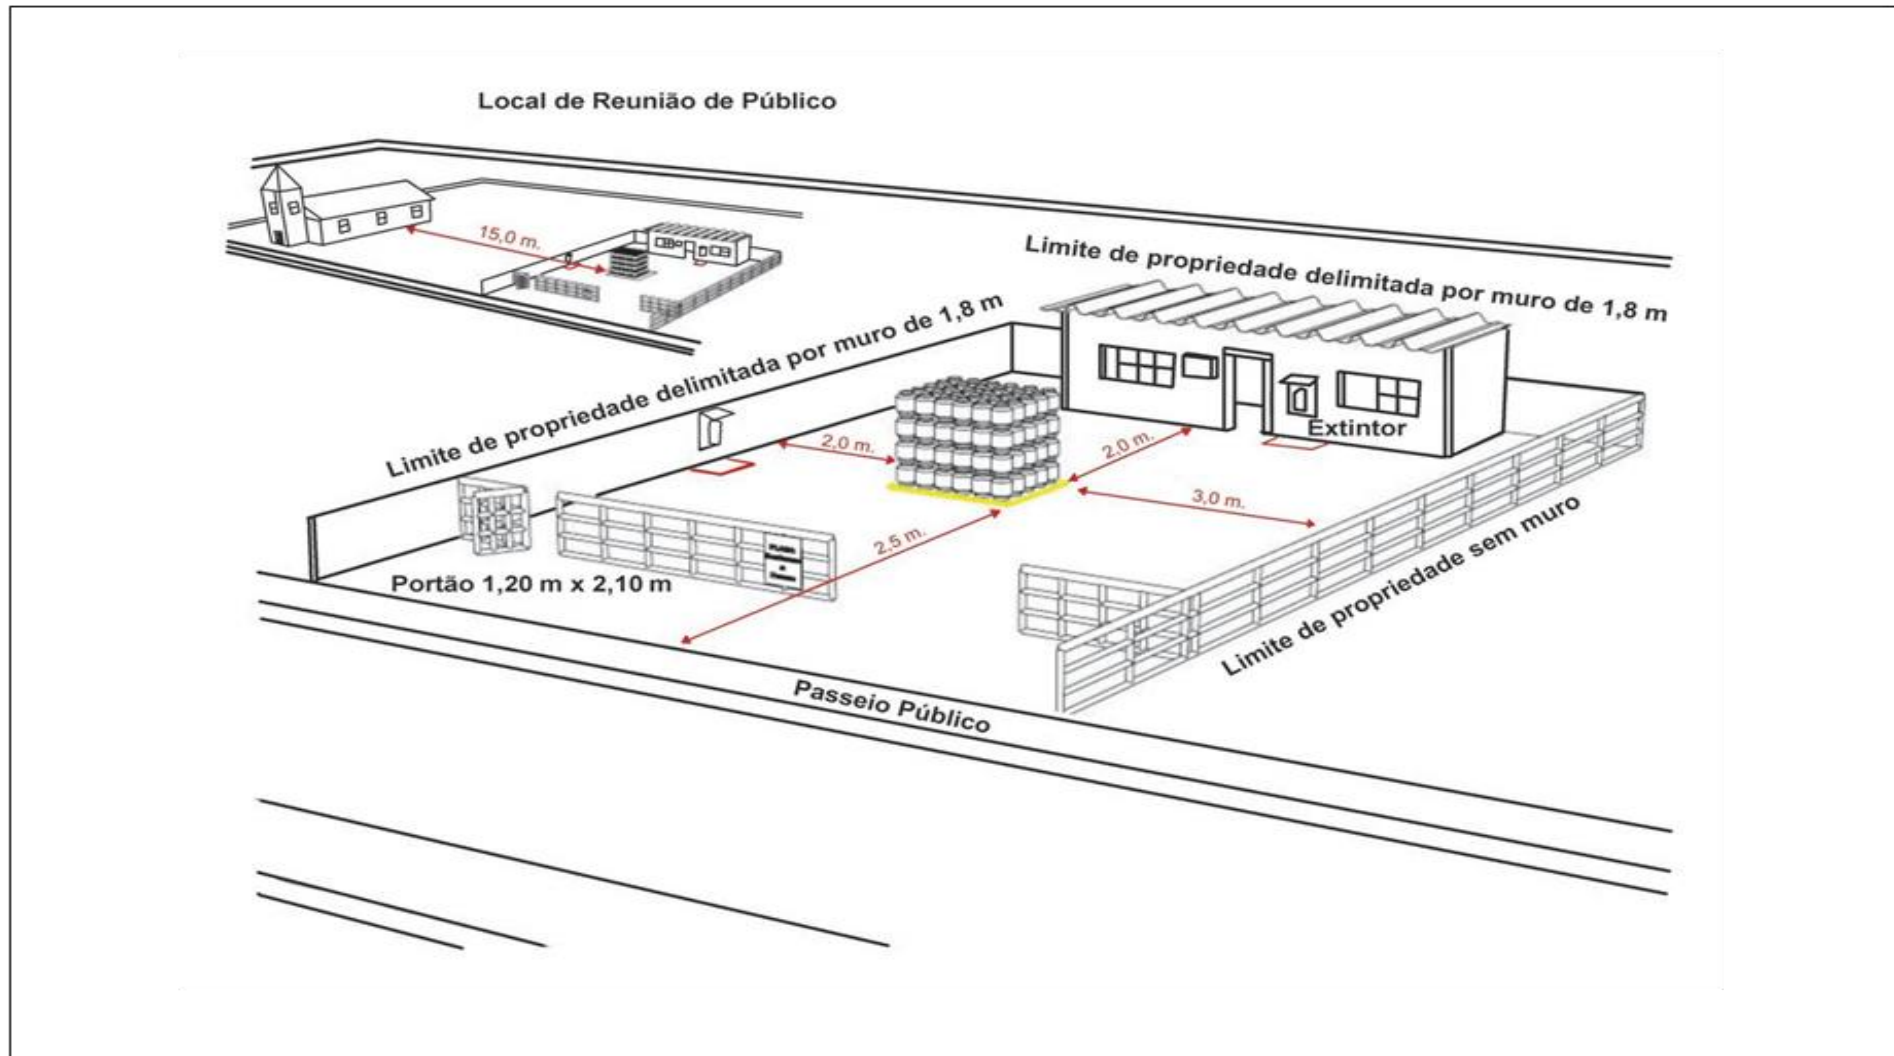 Local de Reunião de Público
15,0 m.
Limite de propriedade delimitada por muro de 1,8 m
Limite de propriedade delimitada por muro de 1,8 m
Extintor
2,0 m.
2,0 m.
3,0 m.
2,5 m.
Portão 1,20 m x 2,10 m
Limite de propriedade sem muro
Passeio Público